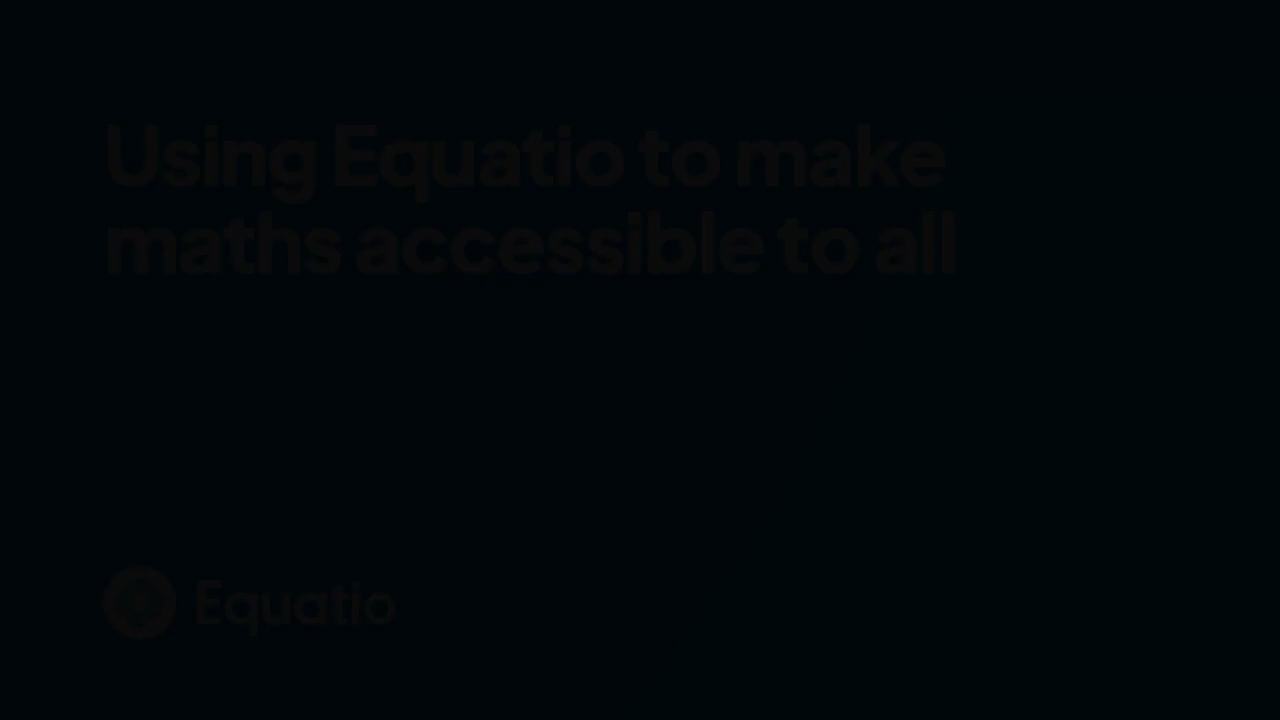 Using Equatio to make
maths accessible to all
Equatio